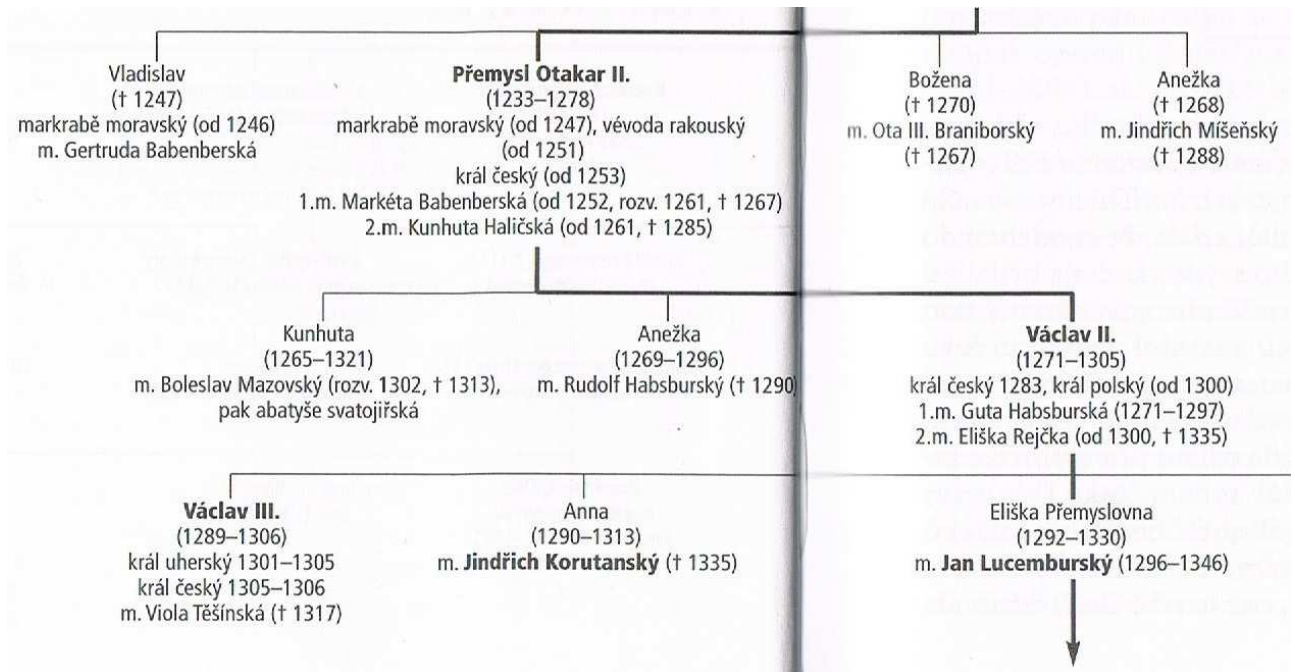 Vladislav
(† 1247)
markrabě moravský (od 1246)
m. Gertruda Babenberská
Přemysl Otakar II.
(1233–1278)
markrabě moravský (od 1247), vévoda rakouský
(od 1251)
král český (od 1253)
1.m. Markéta Babenberská (od 1252, rozv. 1261, † 1267)
2.m. Kunhuta Haličská (od 1261, † 1285)
Božena
(† 1270)
m. Ota III. Braniborský
(† 1267)
Anežka
(† 1268)
m. Jindřich Míšeňský
(† 1288)
Kunhuta
(1265–1321)
m. Boleslav Mazovský (rozv. 1302, † 1313),
pak abatyše svatojiřská
Anežka
(1269–1296)
m. Rudolf Habsburský († 1290)
Václav II.
(1271–1305)
král český 1283, král polský (od 1300)
1.m. Guta Habsburská (1271–1297)
2.m. Eliška Rejčka (od 1300, † 1335)
Václav III.
(1289–1306)
král uherský 1301–1305
král český 1305–1306
m. Viola Těšínská († 1317)
Anna
(1290–1313)
m. Jindřich Korutanský († 1335)
Eliška Přemyslovna
(1292–1330)
m. Jan Lucemburský (1296–1346)